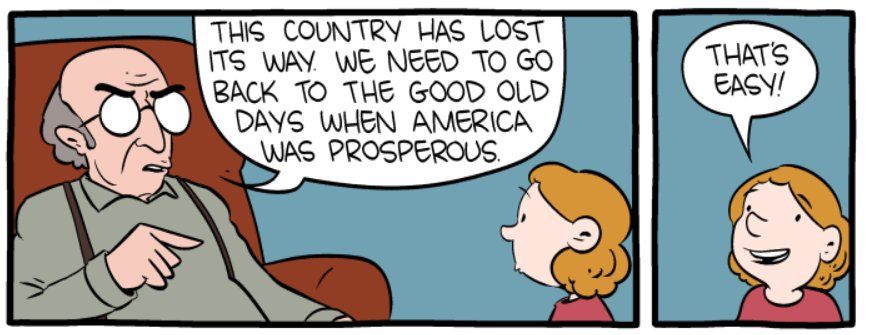 THIS COUNTRY HAS LOST
ITS WAY. WE NEED TO GO
BACK TO THE GOOD OLD
DAYS WHEN AMERICA
WAS PROSPEROUS.
THAT'S
EASY!